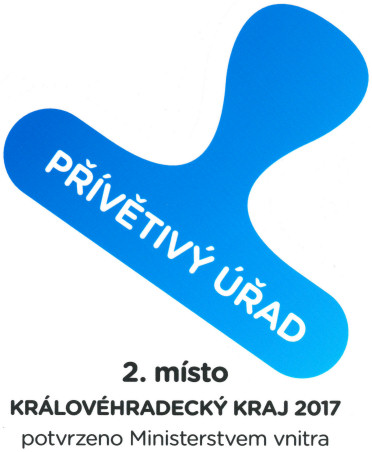 PŘÍVĚTIVÝ ÚŘAD
2. místo
KRÁLOVÉHRADECKÝ KRAJ 2017
potvrzeno Ministerstvem vnitra